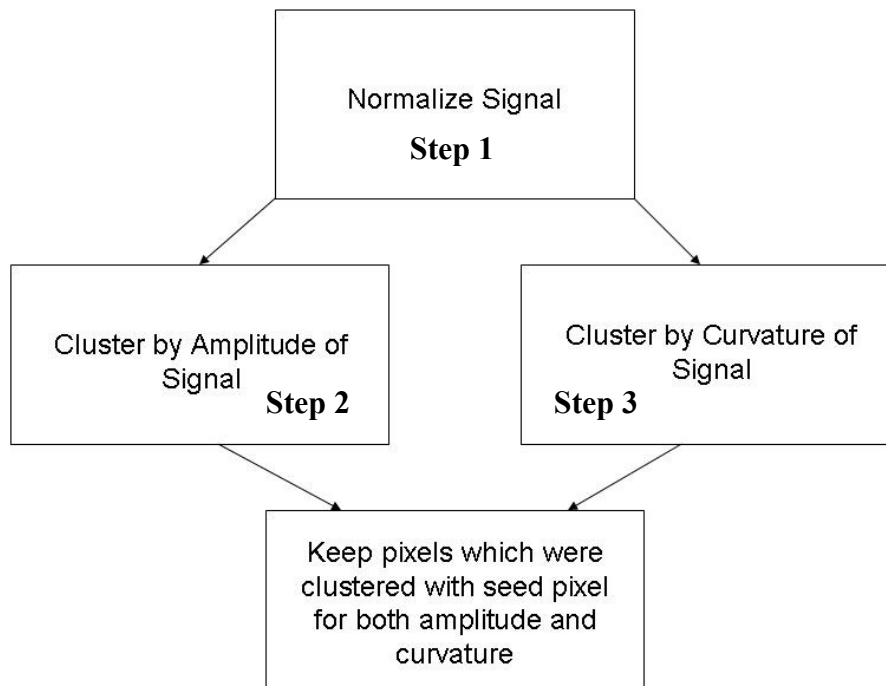 Normalize Signal
Step 1
Cluster by Amplitude of
Signal
Step 2
Cluster by Curvature of
Signal
Step 3
Keep pixels which were
clustered with seed pixel
for both amplitude and
curvature